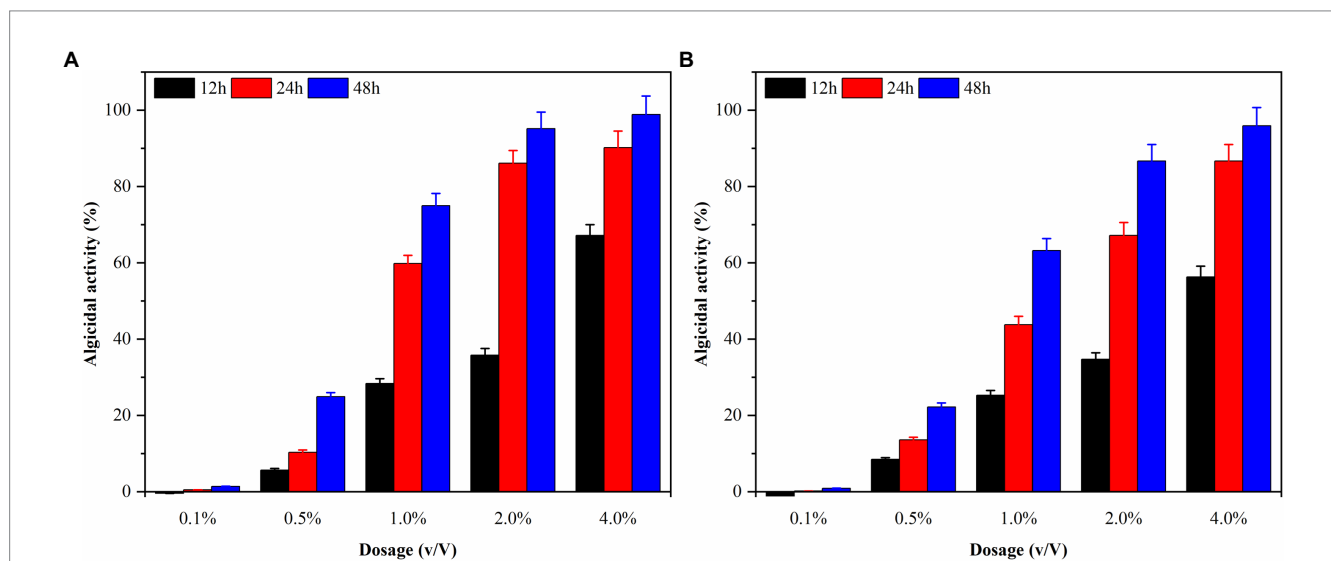 A
12h 24h 48h
Algicidal activity (%)
100
80
60
40
20
0
0.1% 0.5% 1.0% 2.0% 4.0%
Dosage (v/V)
B
12h 24h 48h
Algicidal activity (%)
100
80
60
40
20
0
0.1% 0.5% 1.0% 2.0% 4.0%
Dosage (v/V)